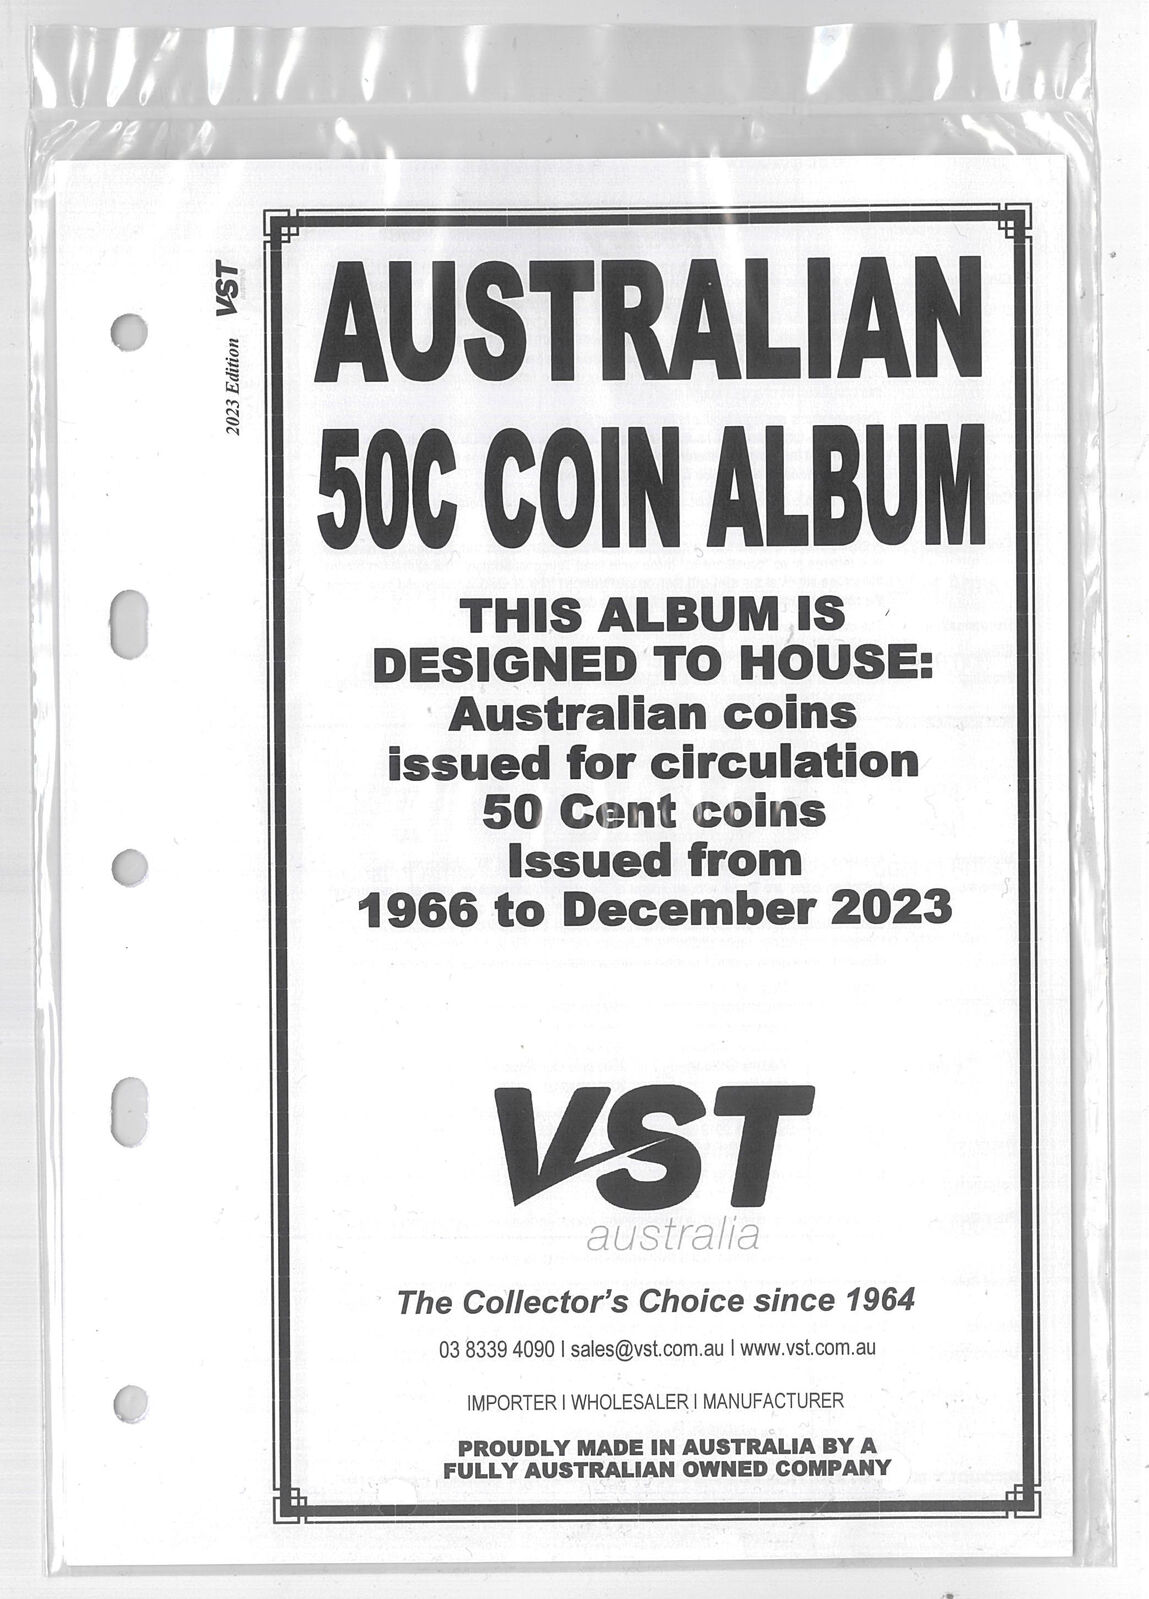 VST
2023 Edition
AUSTRALIAN
50C COIN ALBUM
THIS ALBUM IS
DESIGNED TO HOUSE:
Australian coins
issued for circulation
50 Cent coins
Issued from
1966 to December 2023
VST
australia
The Collector's Choice since 1964
03 8339 4090 I sales@vst.com.au I www.vst.com.au
IMPORTER I WHOLESALER I MANUFACTURER
PROUDLY MADE IN AUSTRALIA BY A
FULLY AUSTRALIAN OWNED COMPANY